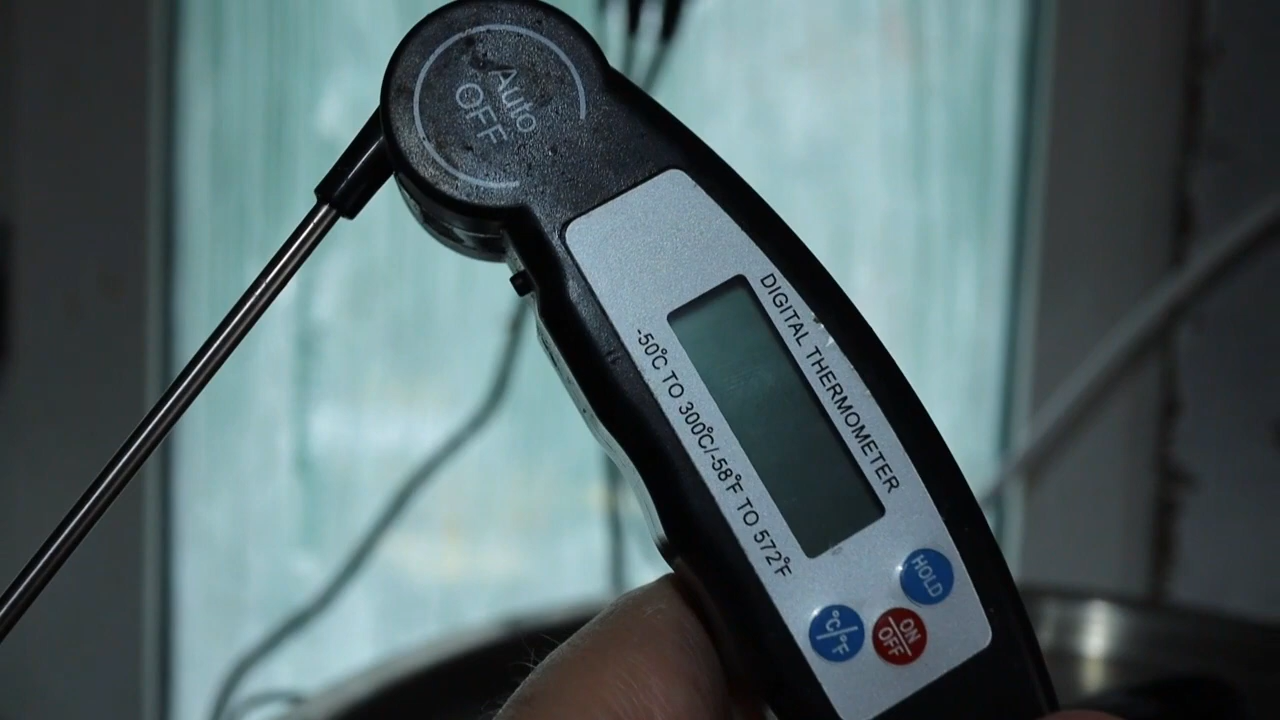 Auto
OFF
DIGITAL THERMOMETER
-50°C TO 300°C/-58°F TO 572°F
HOLD
°C/°F
ON
OFF